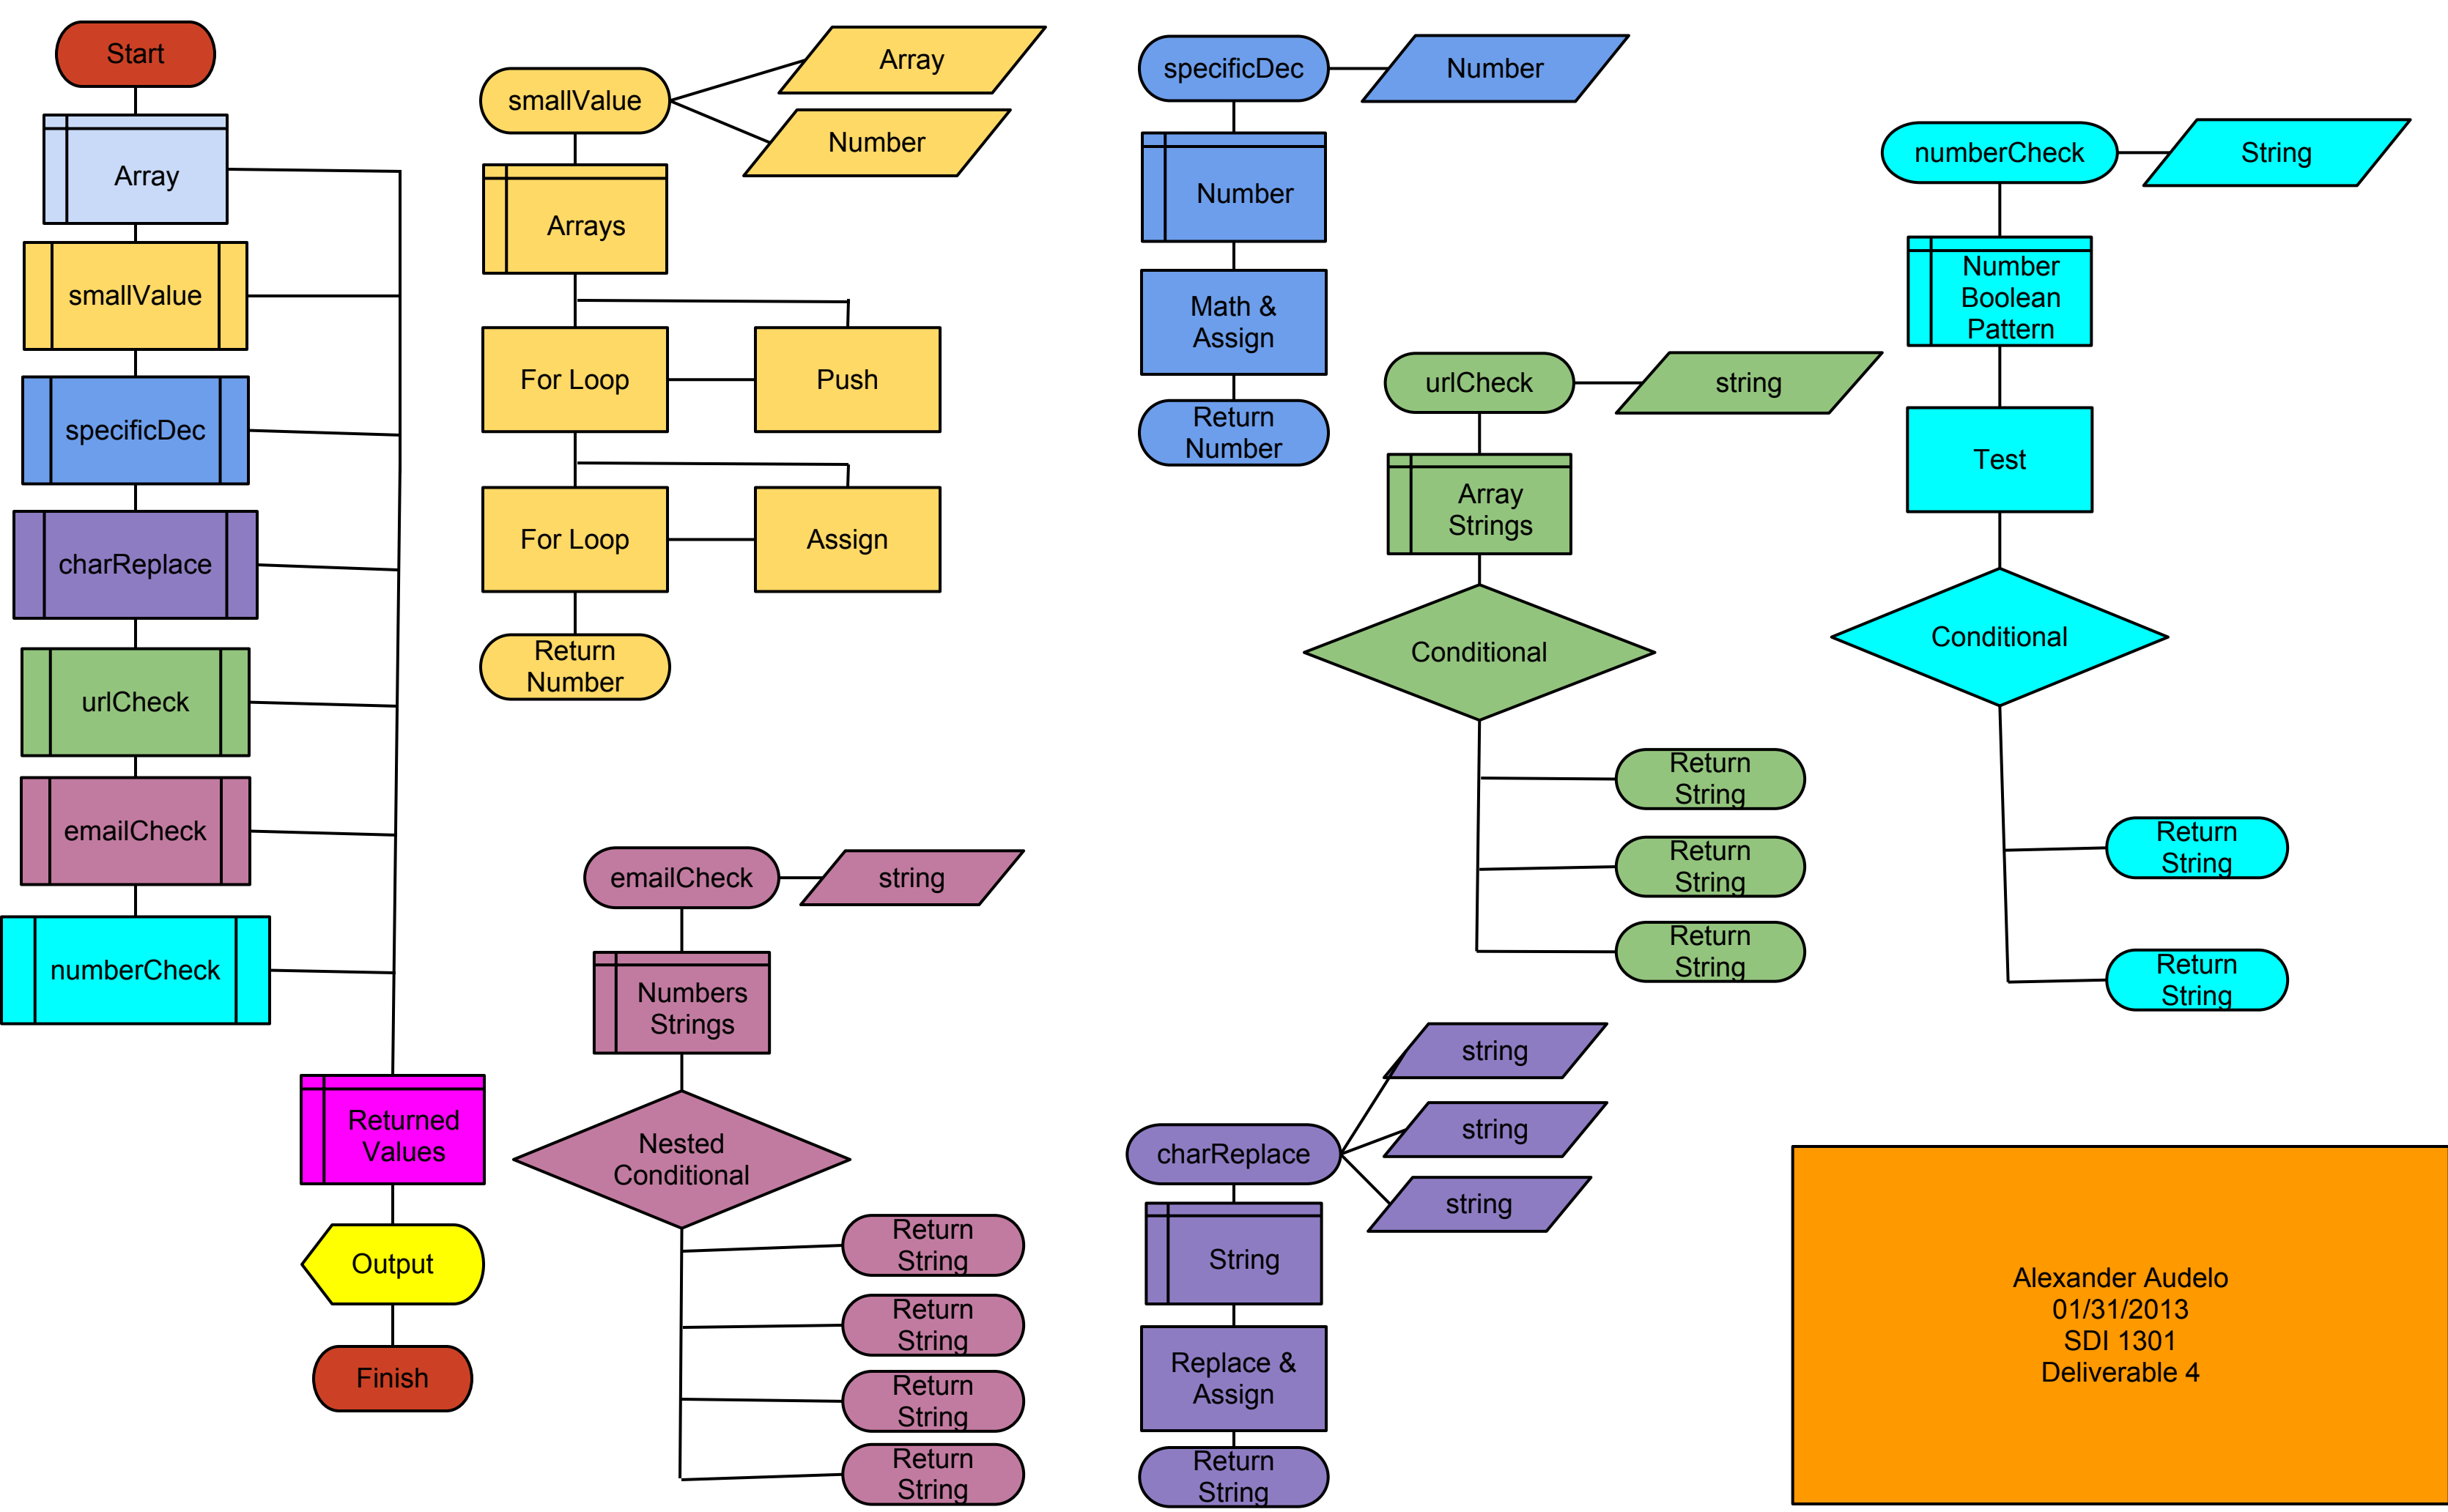 Start
Array
smallValue
specificDec
charReplace
urlCheck
emailCheck
numberCheck
Returned
Values
Output
Finish
smallValue
Array
Number
Arrays
For Loop
Push
For Loop
Assign
Return
Number
specificDec
Number
Number
Math &
Assign
Return
Number
urlCheck
string
Array
Strings
Conditional
Return
String
Return
String
Return
String
numberCheck
String
Number
Boolean
Pattern
Test
Conditional
Return
String
Return
String
emailCheck
string
Numbers
Strings
Nested
Conditional
Return
String
Return
String
Return
String
Return
String
charReplace
string
string
string
String
Replace &
Assign
Return
String
Alexander Audelo
01/31/2013
SDI 1301
Deliverable 4